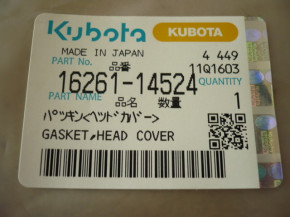 Kubota KUBOTA
MADE IN JAPAN 4 449
PART No. 品番 11Q1603
16261-14524 QUANTITY
PART NAME 品名 数量 1
パッキン<ヘッド カバー>
GASKET,HEAD COVER